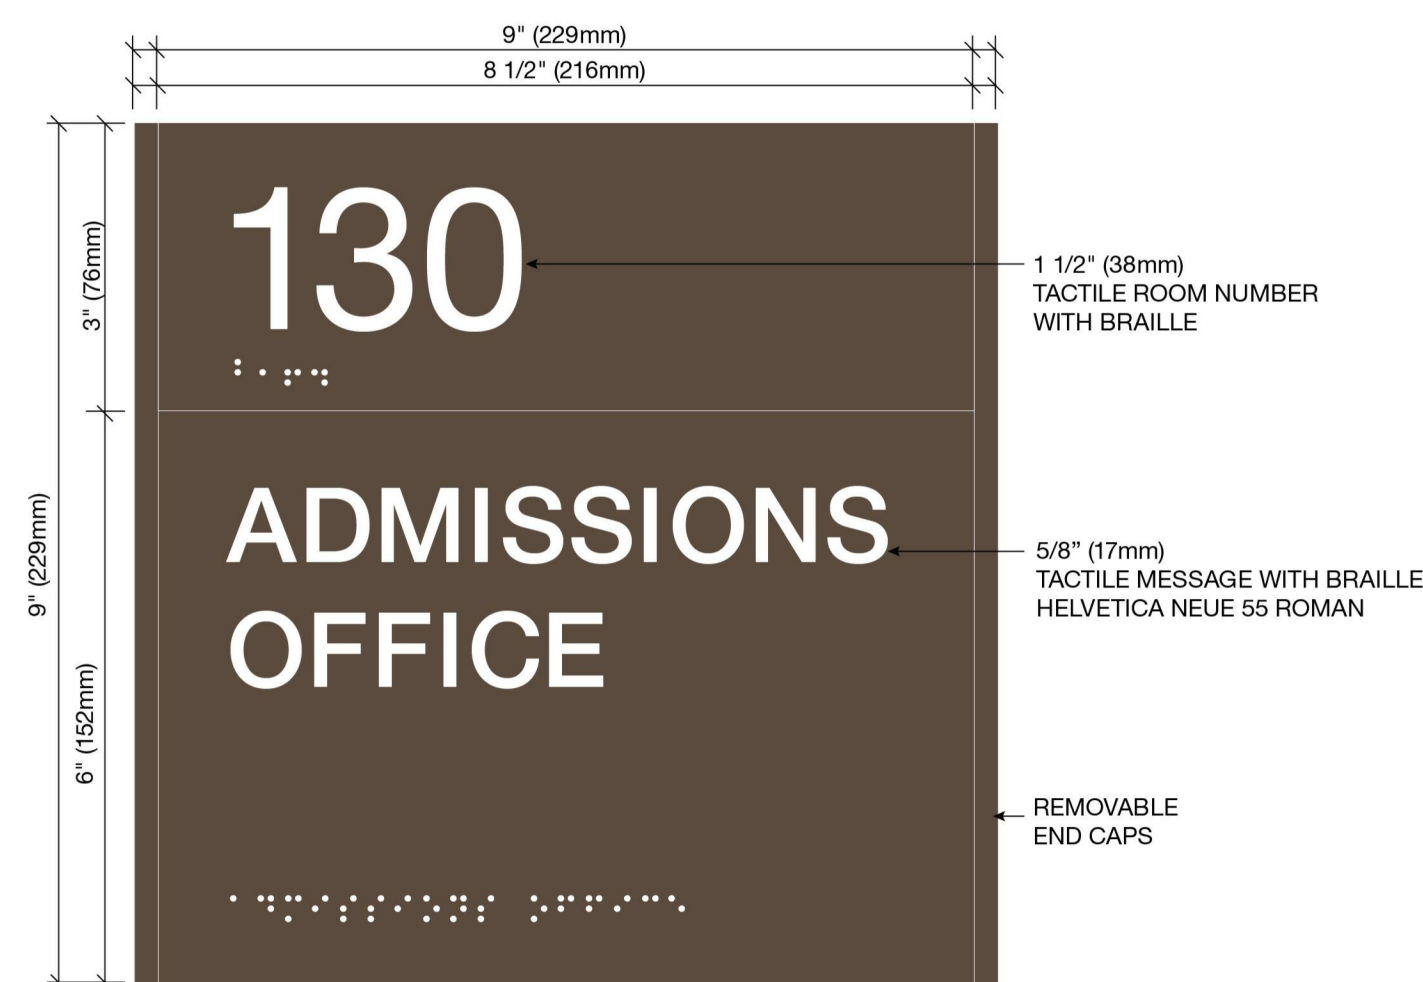 9" (229mm)
8 1/2" (216mm)
3" (76mm)
130
1 1/2" (38mm)
TACTILE ROOM NUMBER
WITH BRAILLE
9" (229mm)
6" (152mm)
ADMISSIONS
OFFICE
5/8” (17mm)
TACTILE MESSAGE WITH BRAILLE
HELVETICA NEUE 55 ROMAN
REMOVABLE
END CAPS
⠁⠙⠍⠊⠎⠎⠊⠕⠝⠎ ⠕⠋⠋⠊⠉⠑